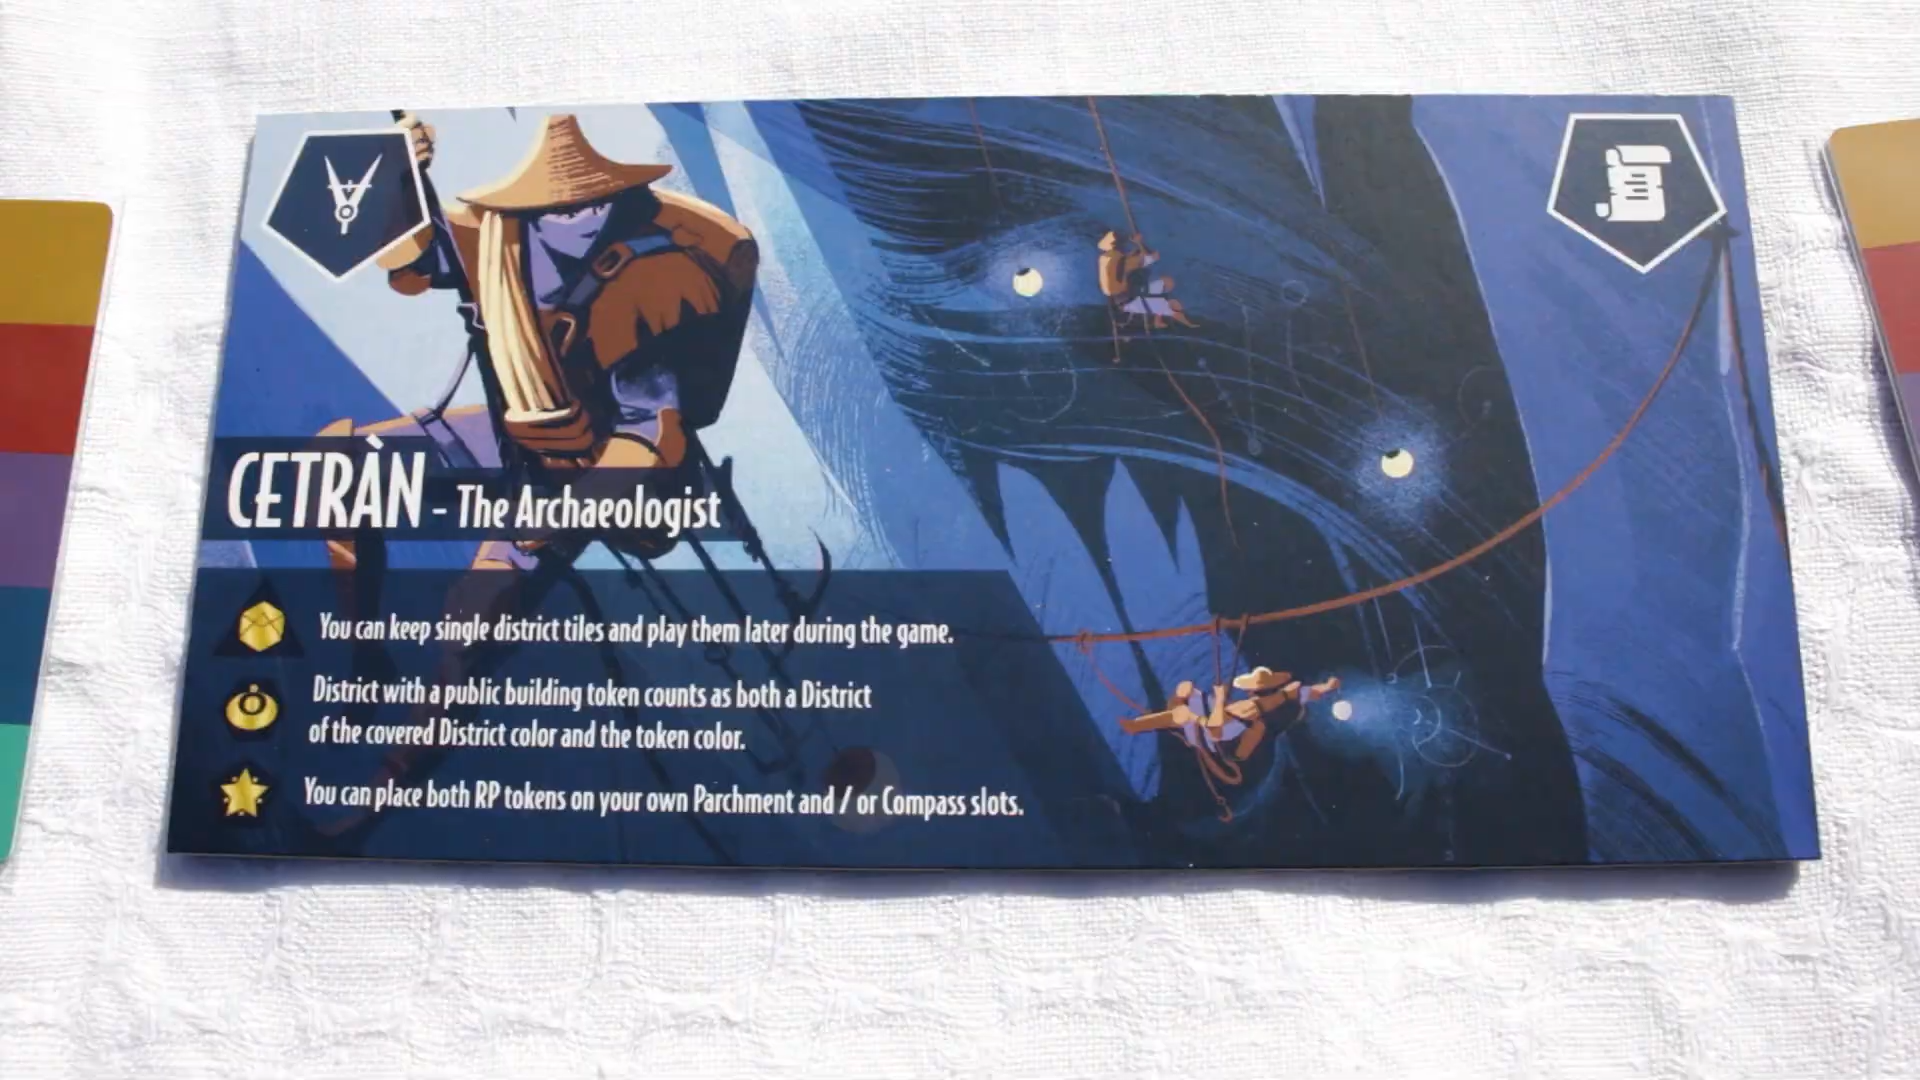 CETRÀN - The Archaeologist
You can keep single district tiles and play them later during the game.
District with a public building token counts as both a District
of the covered District color and the token color.
You can place both RP tokens on your own Parchment and / or Compass slots.